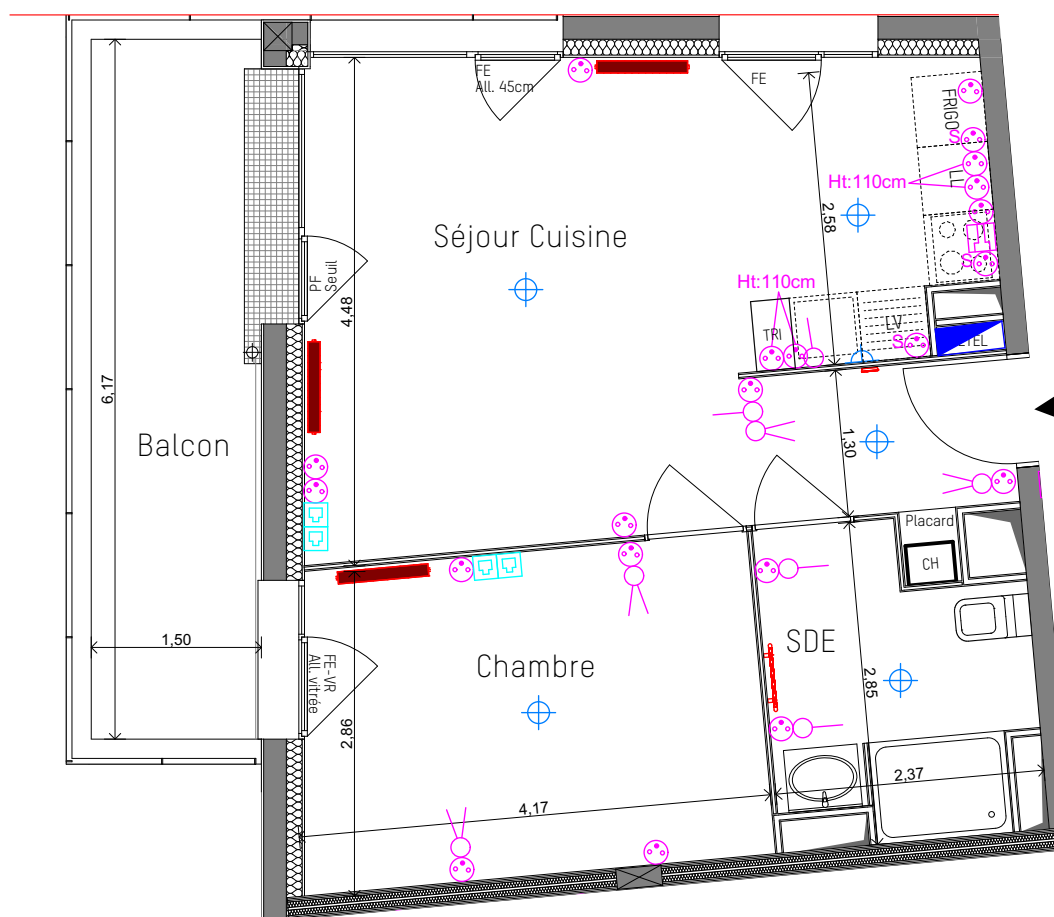 FE
All. 45cm
FE
FRIGO
S
LL
Ht:110cm
2,58
Séjour Cuisine
S
PF
Seuil
Ht:110cm
4,48
TRI
LV
S
TEL
6,17
Balcon
1,30
Placard
CH
1,50
FE-VR
All. vitrée
Chambre
SDE
2,85
2,86
2,37
4,17